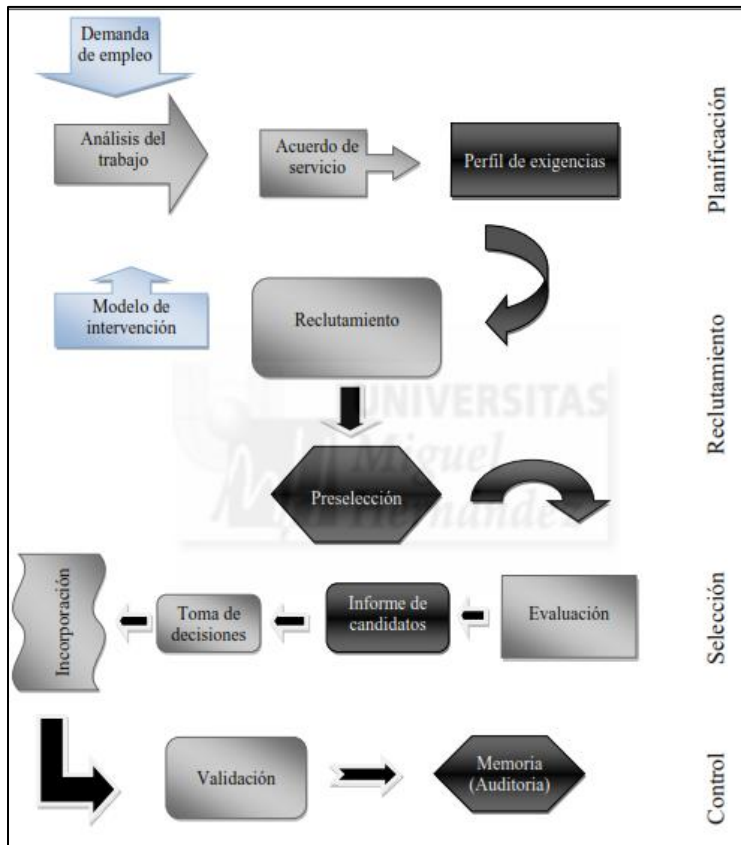 Demanda
de empleo
Análisis del
trabajo
Acuerdo de
servicio
Perfil de exigencias
Planificación
Modelo de
intervención
Reclutamiento
Reclutamiento
UNIVERSITAS
Miguel
Hernández
Preselección
Incorporación
Toma de
decisiones
Informe de
candidatos
Evaluación
Selección
Validación
Memoria
(Auditoria)
Control